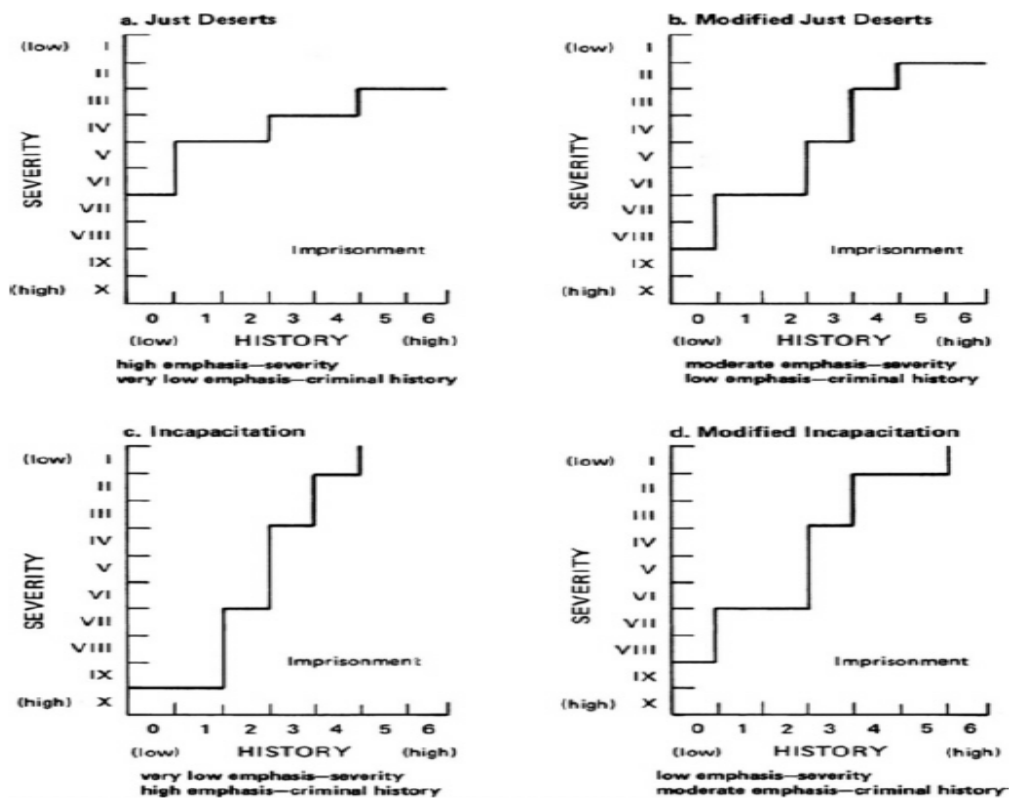 a. Just Deserts
(low) I
II
III
IV
V
VI
VII
VIII
IX
(high) X
SEVERITY
Imprisonment
0 1 2 3 4 5 6
(low) HISTORY (high)
high emphasis—severity
very low emphasis—criminal history
b. Modified Just Deserts
(low) I
II
III
IV
V
VI
VII
VIII
IX
(high) X
SEVERITY
Imprisonment
0 1 2 3 4 5 6
(low) HISTORY (high)
moderate emphasis—severity
low emphasis—criminal history
c. Incapacitation
(low) I
II
III
IV
V
VI
VII
VIII
IX
(high) X
SEVERITY
Imprisonment
0 1 2 3 4 5 6
(low) HISTORY (high)
very low emphasis—severity
high emphasis—criminal history
d. Modified Incapacitation
(low) I
II
III
IV
V
VI
VII
VIII
IX
(high) X
SEVERITY
Imprisonment
0 1 2 3 4 5 6
(low) HISTORY (high)
low emphasis—severity
moderate emphasis—criminal history